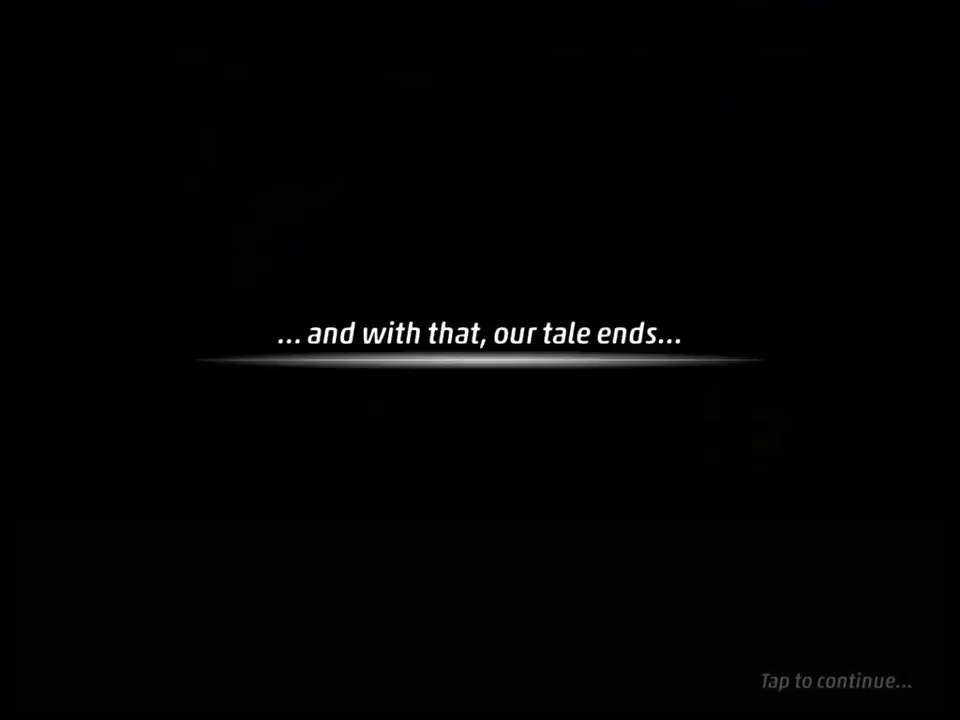 ... and with that, our tale ends...
Tap to continue...